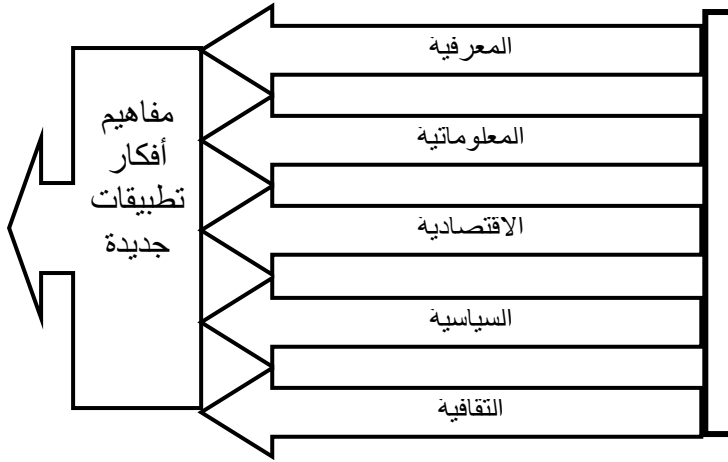 المعرفية
المعلوماتية
الاقتصادية
السياسية
الثقافية
مفاهيم
أفكار
تطبيقات
جديدة